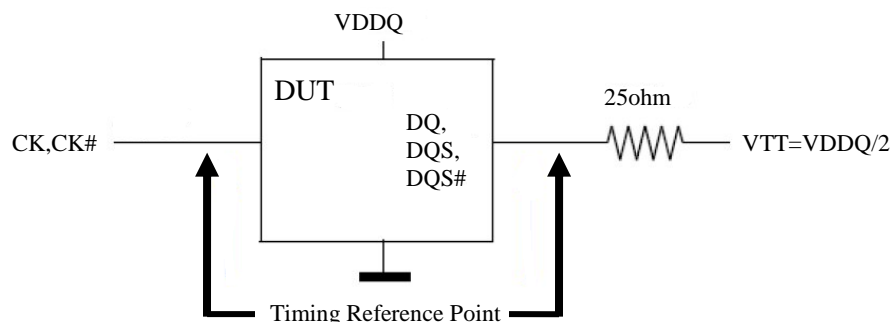 VDDQ
DUT
25ohm
CK,CK#
DQ,
DQS,
DQS#
VTT=VDDQ/2
Timing Reference Point